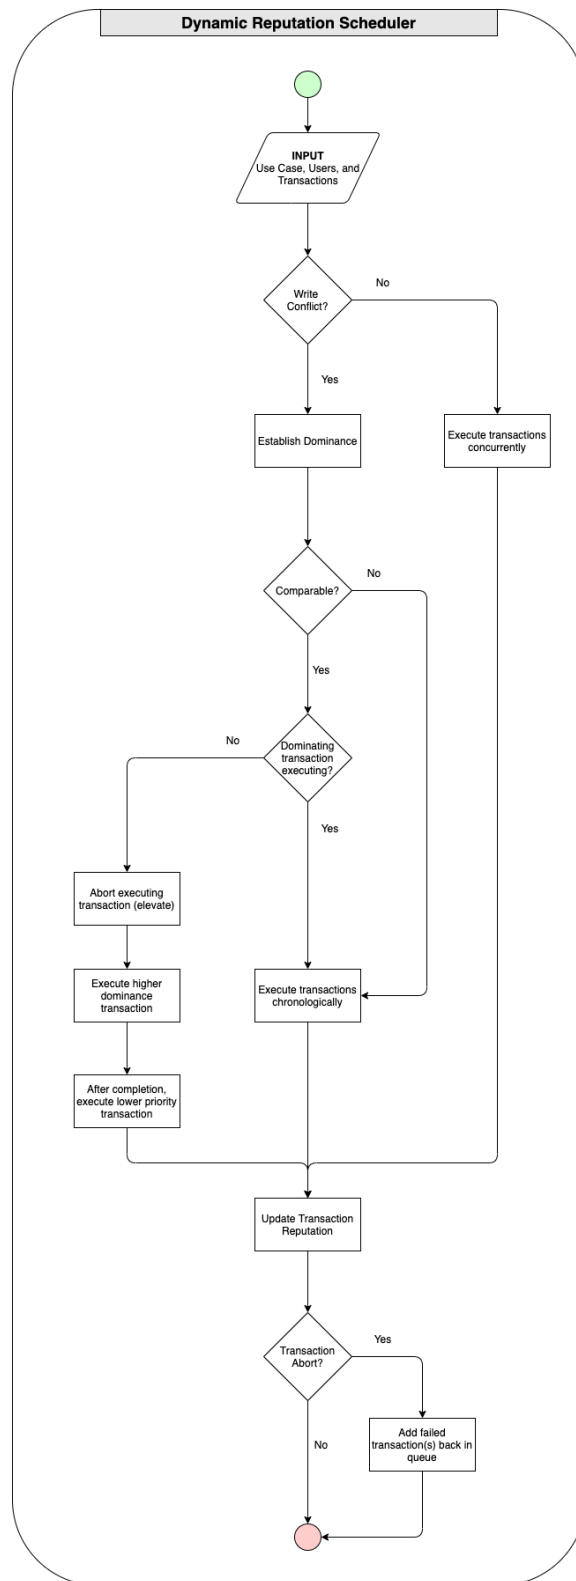 Dynamic Reputation Scheduler
INPUT
Use Case, Users, and
Transactions
Write
Conflict?
No
Yes
Establish Dominance
Execute transactions
concurrently
Comparable?
No
Yes
Dominating
transaction
executing?
No
Yes
Abort executing
transaction (elevate)
Execute higher
dominance
transaction
Execute transactions
chronologically
After completion,
execute lower priority
transaction
Update Transaction
Reputation
Transaction
Abort?
Yes
No
Add failed
transaction(s) back in
queue